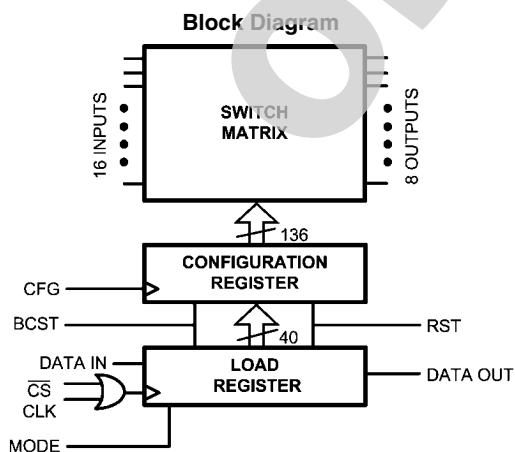 Block Diagram
16 INPUTS
SWITCH
MATRIX
8 OUTPUTS
136
CONFIGURATION
REGISTER
CFG
BCST
RST
40
DATA IN
LOAD
REGISTER
DATA OUT
CS
CLK
MODE